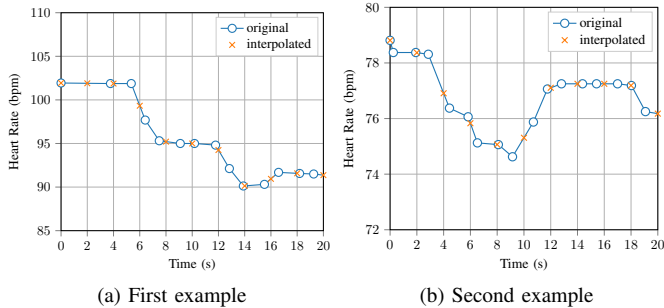 110
105
100
95
90
85
Heart Rate (bpm)
0 2 4 6 8 10 12 14 16 18 20
Time (s)
original
interpolated
(a) First example
80
78
76
74
72
Heart Rate (bpm)
0 2 4 6 8 10 12 14 16 18 20
Time (s)
original
interpolated
(b) Second example